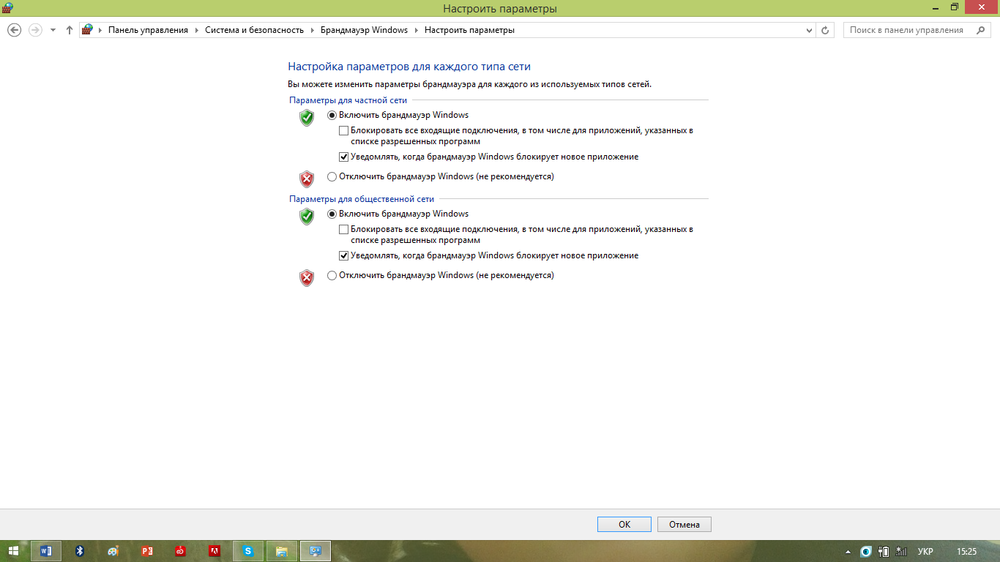 Настроить параметры
Панель управления
Система и безопасность
Брандмауэр Windows
Настроить параметры
Поиск в панели управления
Настройка параметров для каждого типа сети
Вы можете изменить параметры брандмауэра для каждого из используемых типов сетей.
Параметры для частной сети
Включить брандмауэр Windows
Блокировать все входящие подключения, в том числе для приложений, указанных в
списке разрешенных программ
Уведомлять, когда брандмауэр Windows блокирует новое приложение
Отключить брандмауэр Windows (не рекомендуется)
Параметры для общественной сети
Включить брандмауэр Windows
Блокировать все входящие подключения, в том числе для приложений, указанных в
списке разрешенных программ
Уведомлять, когда брандмауэр Windows блокирует новое приложение
Отключить брандмауэр Windows (не рекомендуется)
ОК
Отмена
УКР
15:25